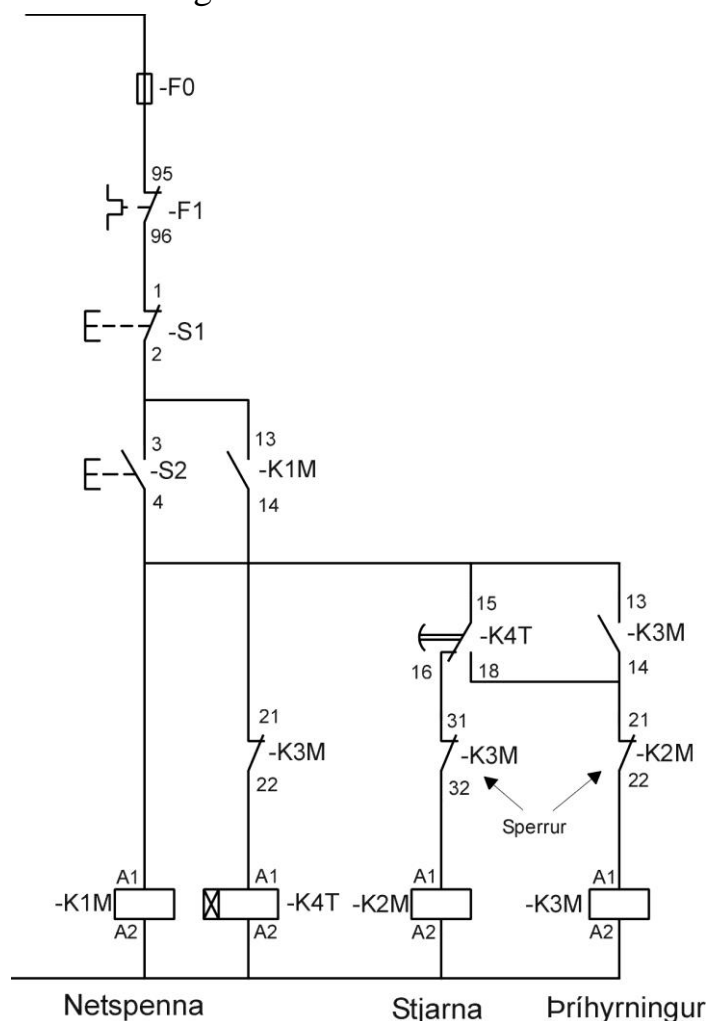 -F0
95
-F1
96
1
-S1
2
3
-S2
4
13
-K1M
14
15
-K4T
16
18
13
-K3M
14
21
-K3M
22
31
-K3M
32
21
-K2M
22
Sperrur
A1
-K1M
A2
A1
-K4T
A2
A1
-K2M
A2
A1
-K3M
A2
Netspenna
Stjarna
Þríhyrningur